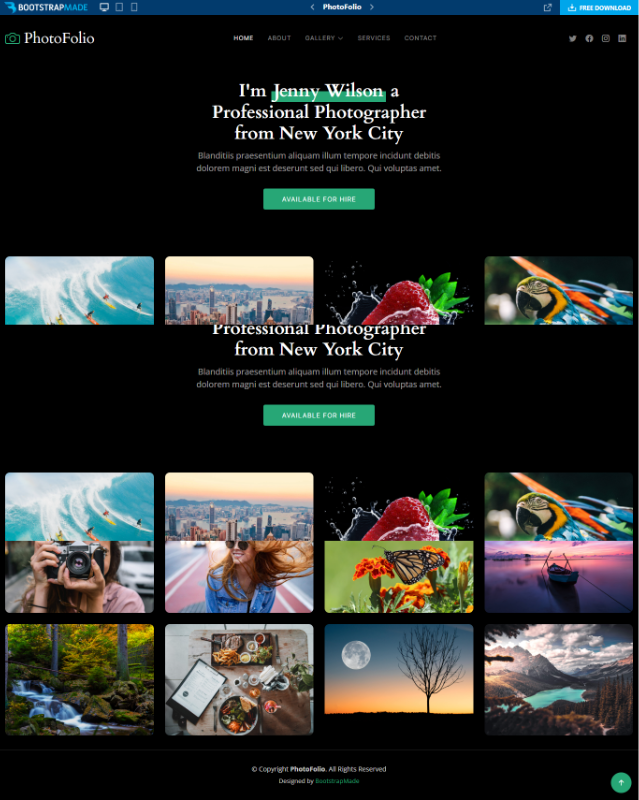 BOOTSTRAPMADE
PhotoFolio
FREE DOWNLOAD
PhotoFolio
HOME ABOUT GALLERY SERVICES CONTACT
I'm Jenny Wilson a
Professional Photographer
from New York City
Blanditiis praesentium aliquam illum tempore incidunt debitis
dolorem magni est deserunt sed qui libero. Qui voluptas amet.
AVAILABLE FOR HIRE
Professional Photographer
from New York City
Blanditiis praesentium aliquam illum tempore incidunt debitis
dolorem magni est deserunt sed qui libero. Qui voluptas amet.
AVAILABLE FOR HIRE
© Copyright PhotoFolio. All Rights Reserved
Designed by BootstrapMade